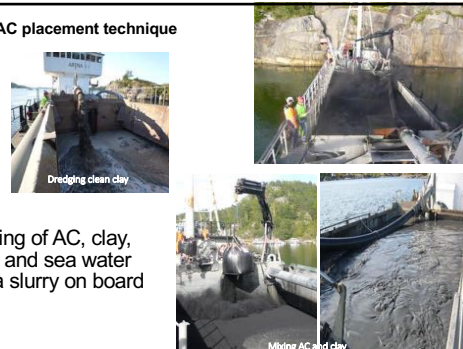 AC placement technique
Dredging clean clay
ing of AC, clay,
and sea water
a slurry on board
Mixing AC and clay